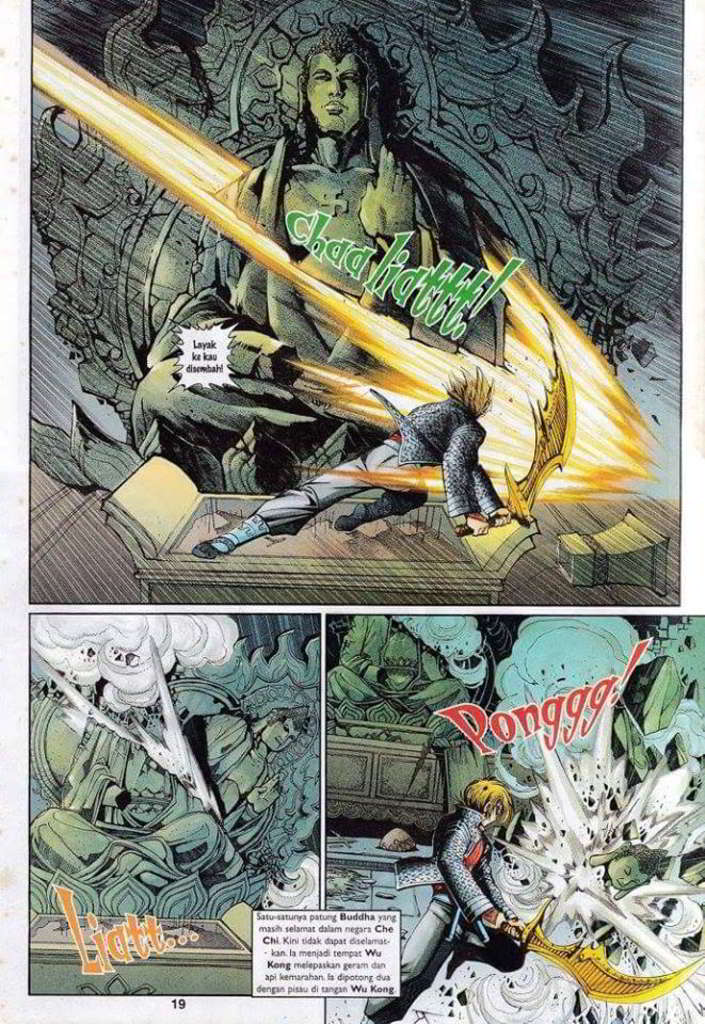 Chaa liatttt!
Layak
ke kau
disembah!
Ponggg!
Liatt...
Satu-satunya patung Buddha yang
masih selamat dalam negara Che
Chi. Kini tidak dapat diselamat-
kan. Ia menjadi tempat Wu
Kong melepaskan geram dan
api kemarahan. Ia dipotong dua
dengan pisau di tangan Wu Kong.
19